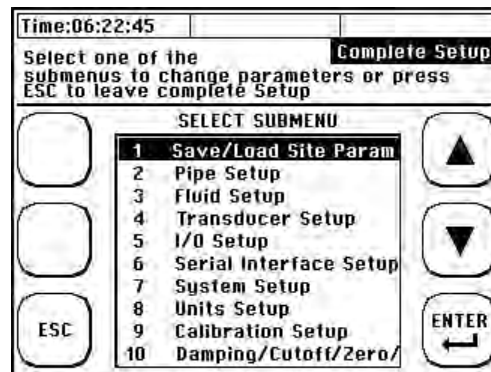 Time:06:22:45
Complete Setup
Select one of the
submenus to change parameters or press
ESC to leave complete Setup
SELECT SUBMENU
1 Save/Load Site Param
2 Pipe Setup
3 Fluid Setup
4 Transducer Setup
5 I/O Setup
6 Serial Interface Setup
7 System Setup
8 Units Setup
9 Calibration Setup
10 Damping/Cutoff/Zero/
ESC
ENTER